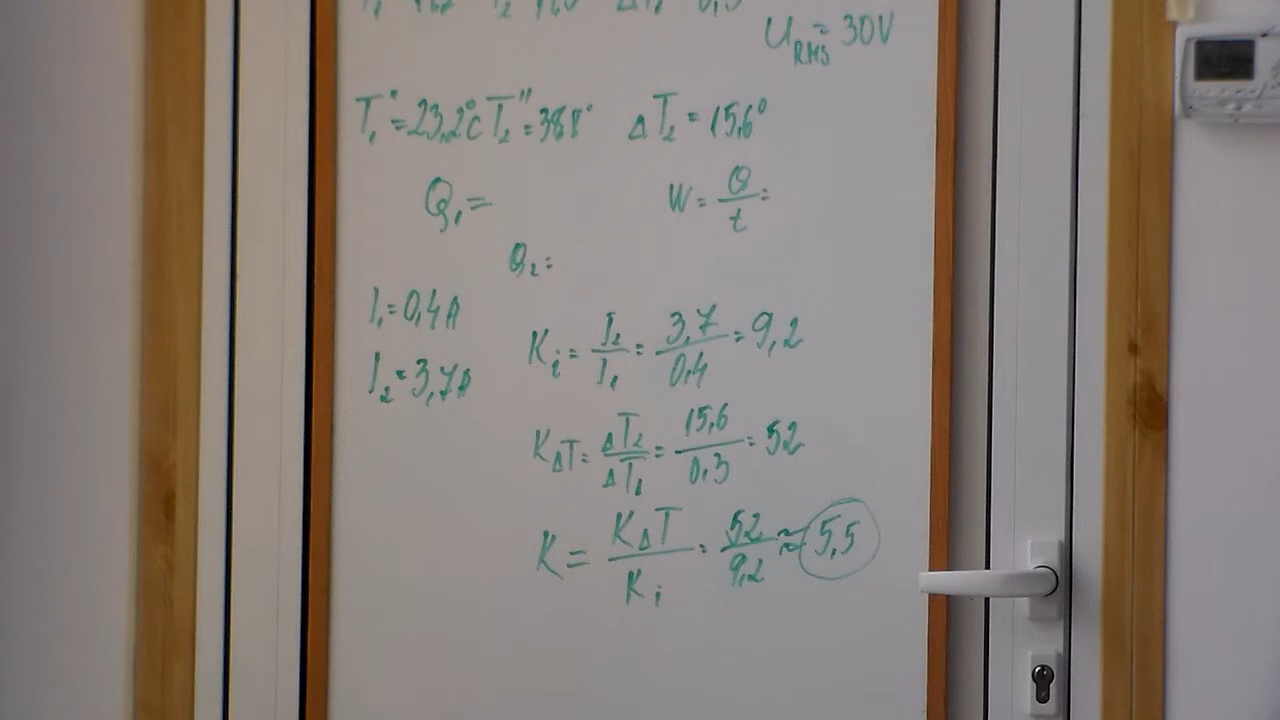 U_RMS ≈ 30V
T₁" = 23,2°C T₂" = 388° ΔT₂ = 15,6°
Q₁ =
W = Q/t =
Q₂ =
I₁ = 0,4A
I₂ = 3,7A
K_i = I₂/I₁ = 3,7/0,4 = 9,2
K_ΔT = ΔT₂/ΔT₁ = 15,6/0,3 = 52
K = K_ΔT/K_i = 52/9,2 ≈ 5,5